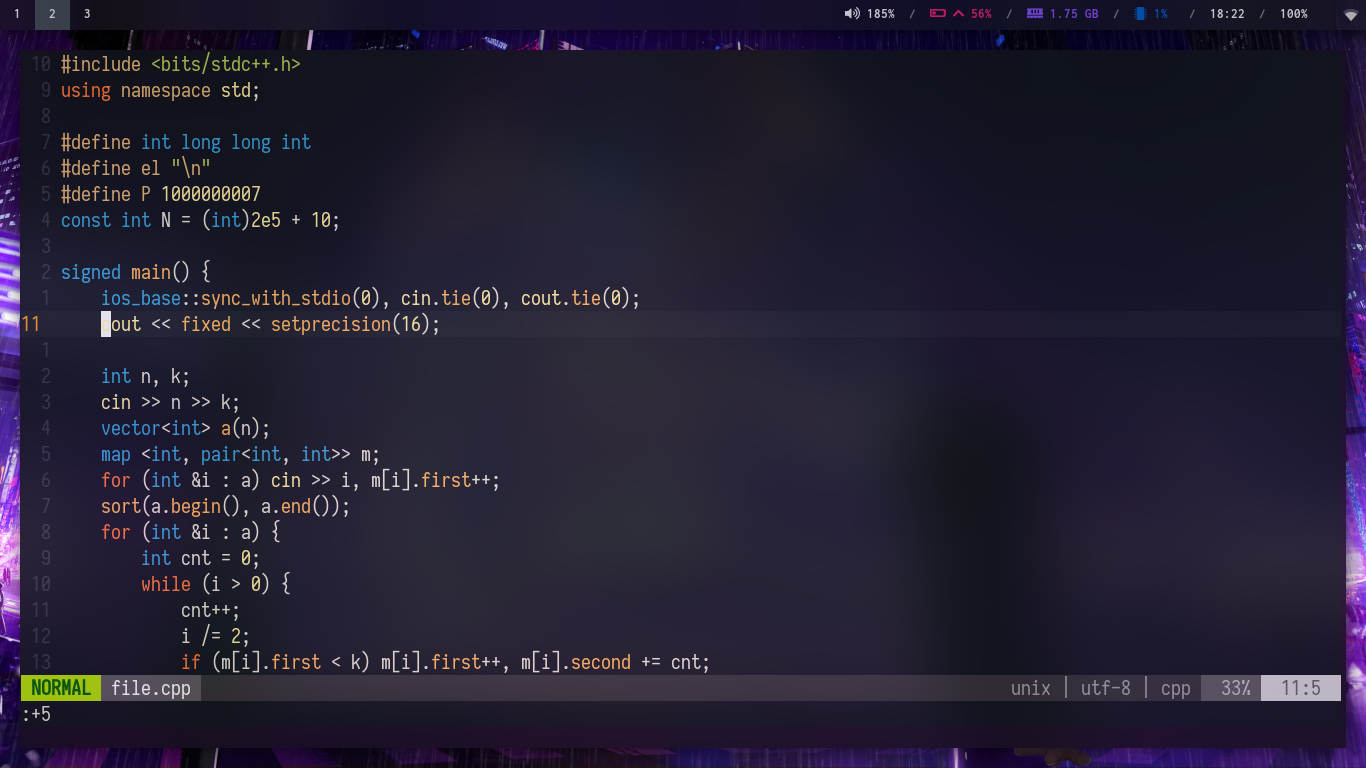 1 2 3 185% / 56% / 1.75 GB / 1% / 18:22 / 100%
10 #include <bits/stdc++.h>
9 using namespace std;
8
7 #define int long long int
6 #define el "\n"
5 #define P 1000000007
4 const int N = (int)2e5 + 10;
3
2 signed main() {
1     ios_base::sync_with_stdio(0), cin.tie(0), cout.tie(0);
11     cout << fixed << setprecision(16);
1
2     int n, k;
3     cin >> n >> k;
4     vector<int> a(n);
5     map <int, pair<int, int>> m;
6     for (int &i : a) cin >> i, m[i].first++;
7     sort(a.begin(), a.end());
8     for (int &i : a) {
9         int cnt = 0;
10         while (i > 0) {
11             cnt++;
12             i /= 2;
13             if (m[i].first < k) m[i].first++, m[i].second += cnt;
NORMAL file.cpp unix | utf-8 | cpp 33% 11:5
:+5